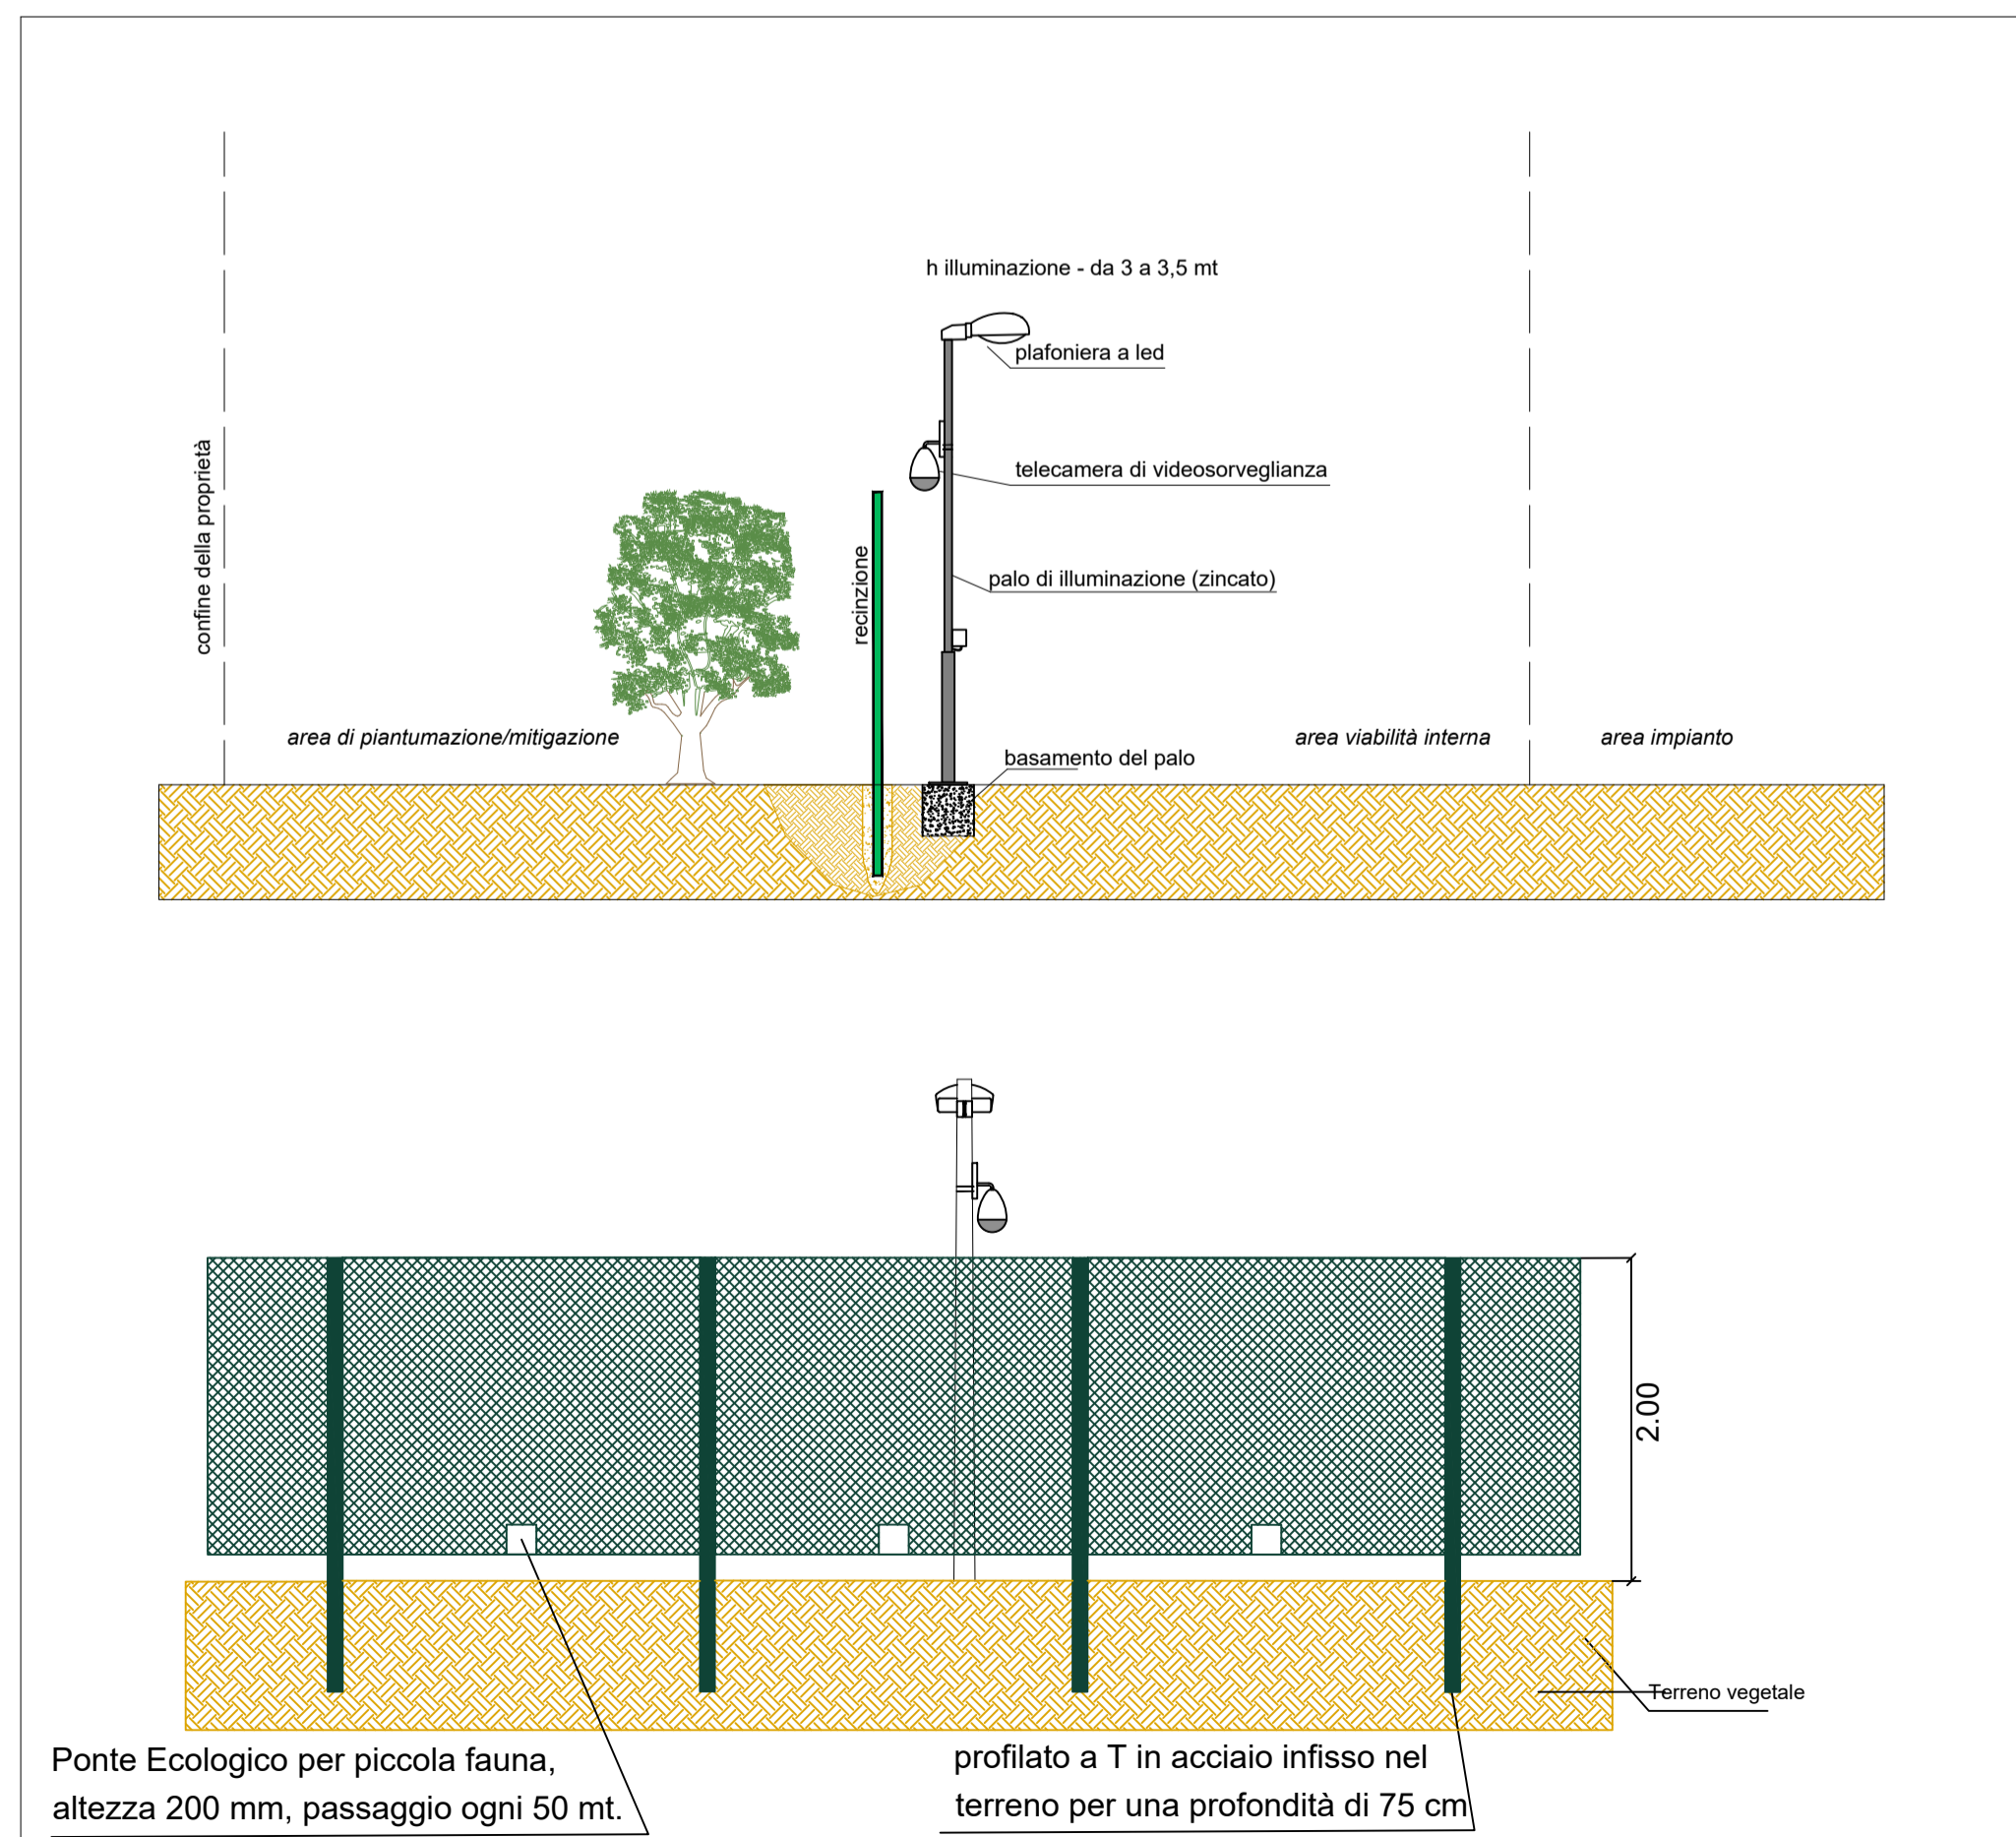 h illuminazione - da 3 a 3,5 mt
plafoniera a led
confine della proprietà
telecamera di videosorveglianza
recinzione
palo di illuminazione (zincato)
area di piantumazione/mitigazione
area viabilità interna
area impianto
basamento del palo
2.00
Terreno vegetale
Ponte Ecologico per piccola fauna,
altezza 200 mm, passaggio ogni 50 mt.
profilato a T in acciaio infisso nel
terreno per una profondità di 75 cm